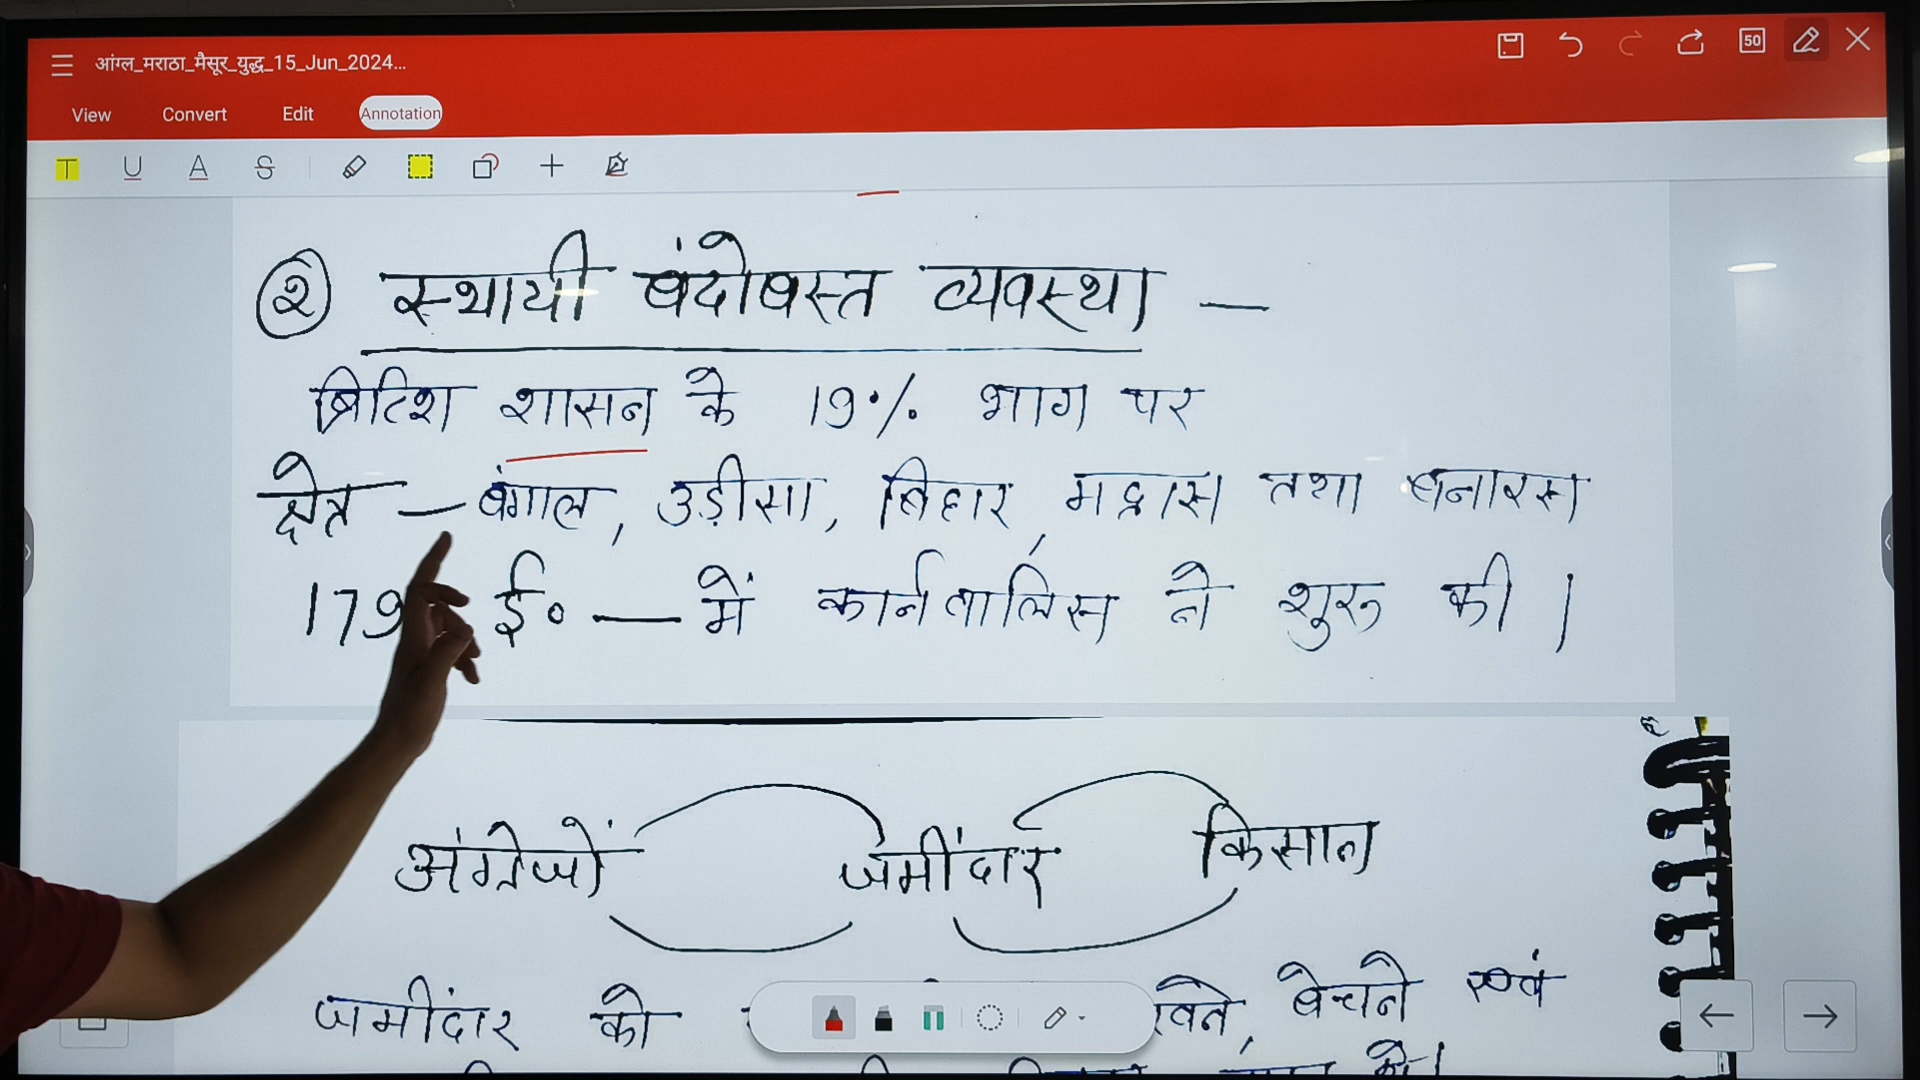 आंग्ल_मराठा_मैसूर_युद्ध_15_Jun_2024...
50
View Convert Edit Annotation
T U A S
② स्थायी बंदोबस्त व्यवस्था —
ब्रिटिश शासन के 19% भाग पर
क्षेत्र — बंगाल, उड़ीसा, बिहार, मद्रास तथा बनारस
179 ई० — में कार्नवालिस ने शुरू की।
अंग्रेजों जमींदार किसान
जमींदार को बेचने एवं